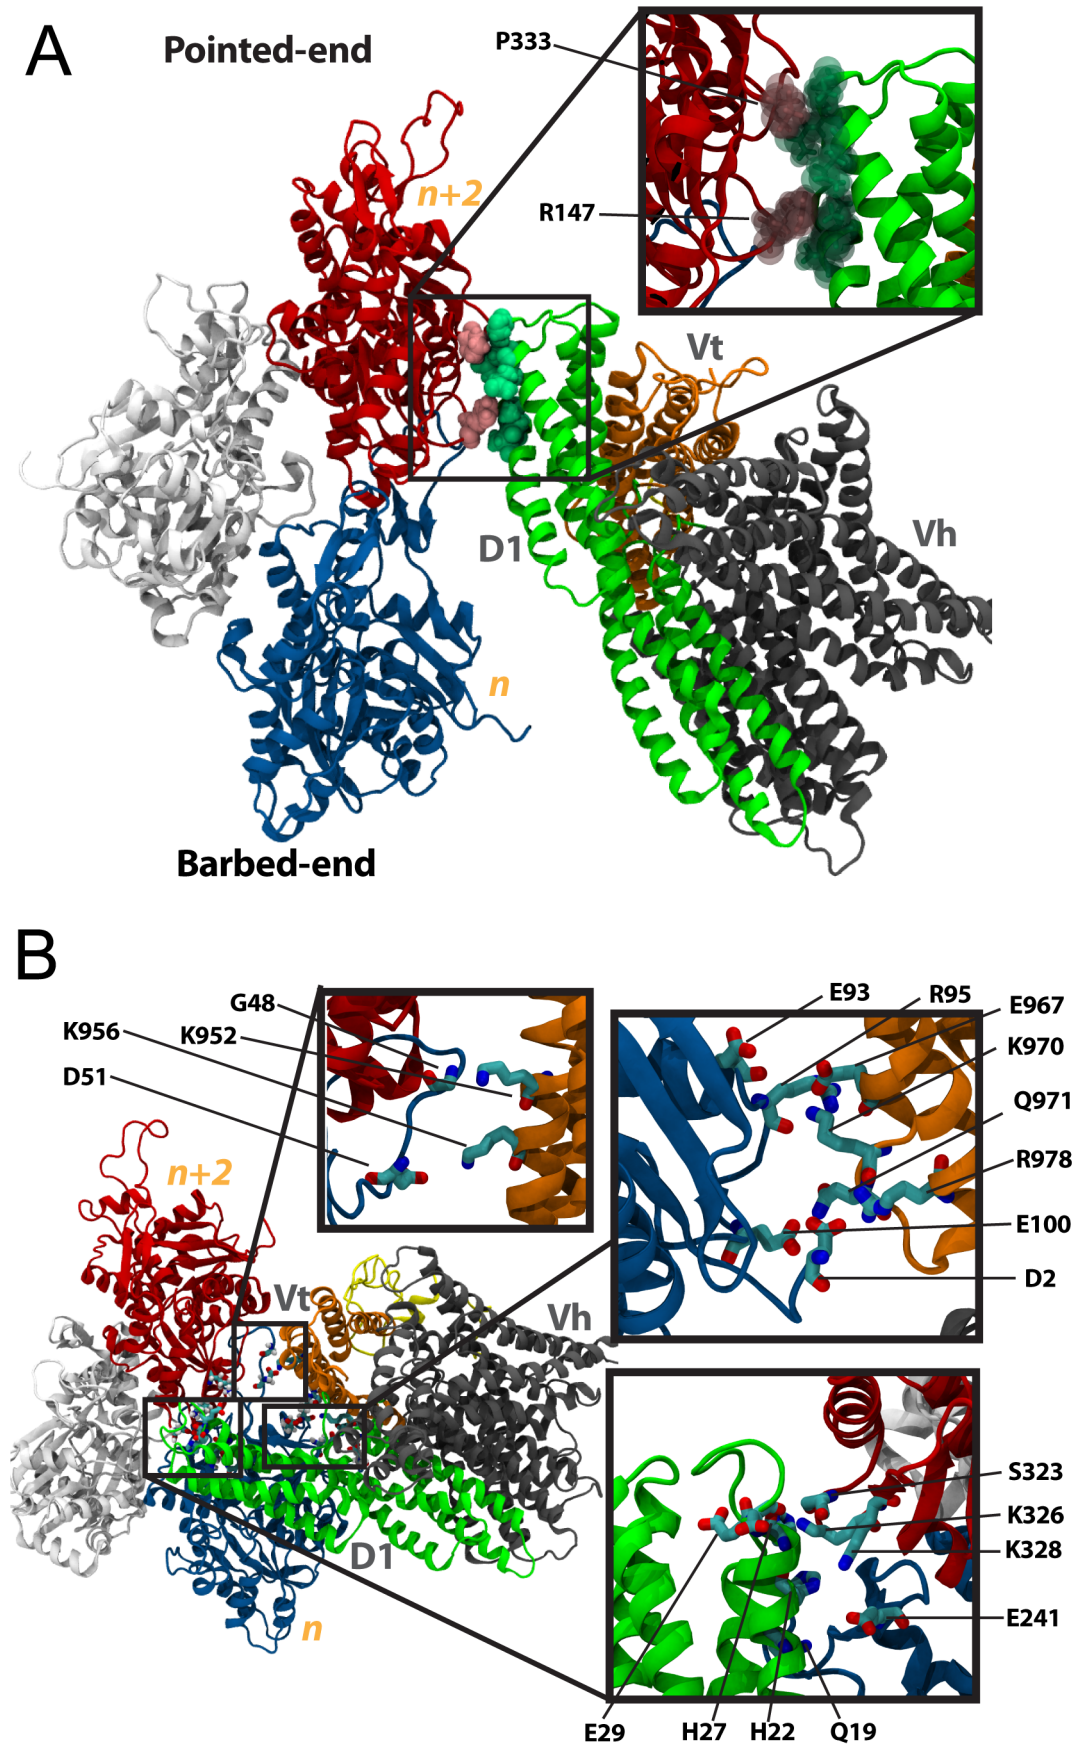 A
Pointed-end
P333
n+2
R147
Vt
Vh
D1
n
Barbed-end
B
G48
K956
K952
D51
E93
R95
E967
K970
Q971
R978
E100
D2
n+2
Vt
Vh
D1
n
S323
K326
K328
E241
E29
H27
H22
Q19